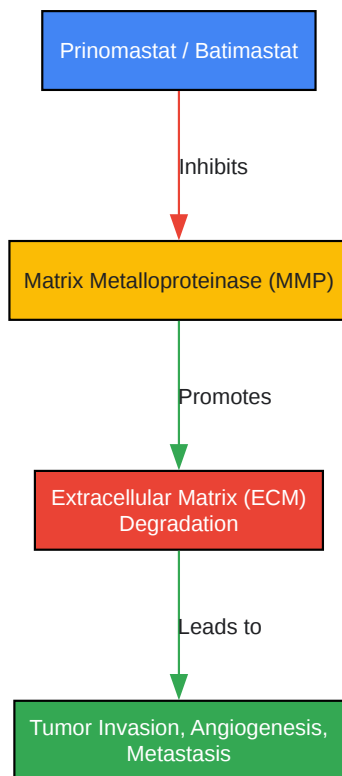 Prinomastat / Batimastat
Inhibits
Matrix Metalloproteinase (MMP)
Promotes
Extracellular Matrix (ECM)
Degradation
Leads to
Tumor Invasion, Angiogenesis,
Metastasis